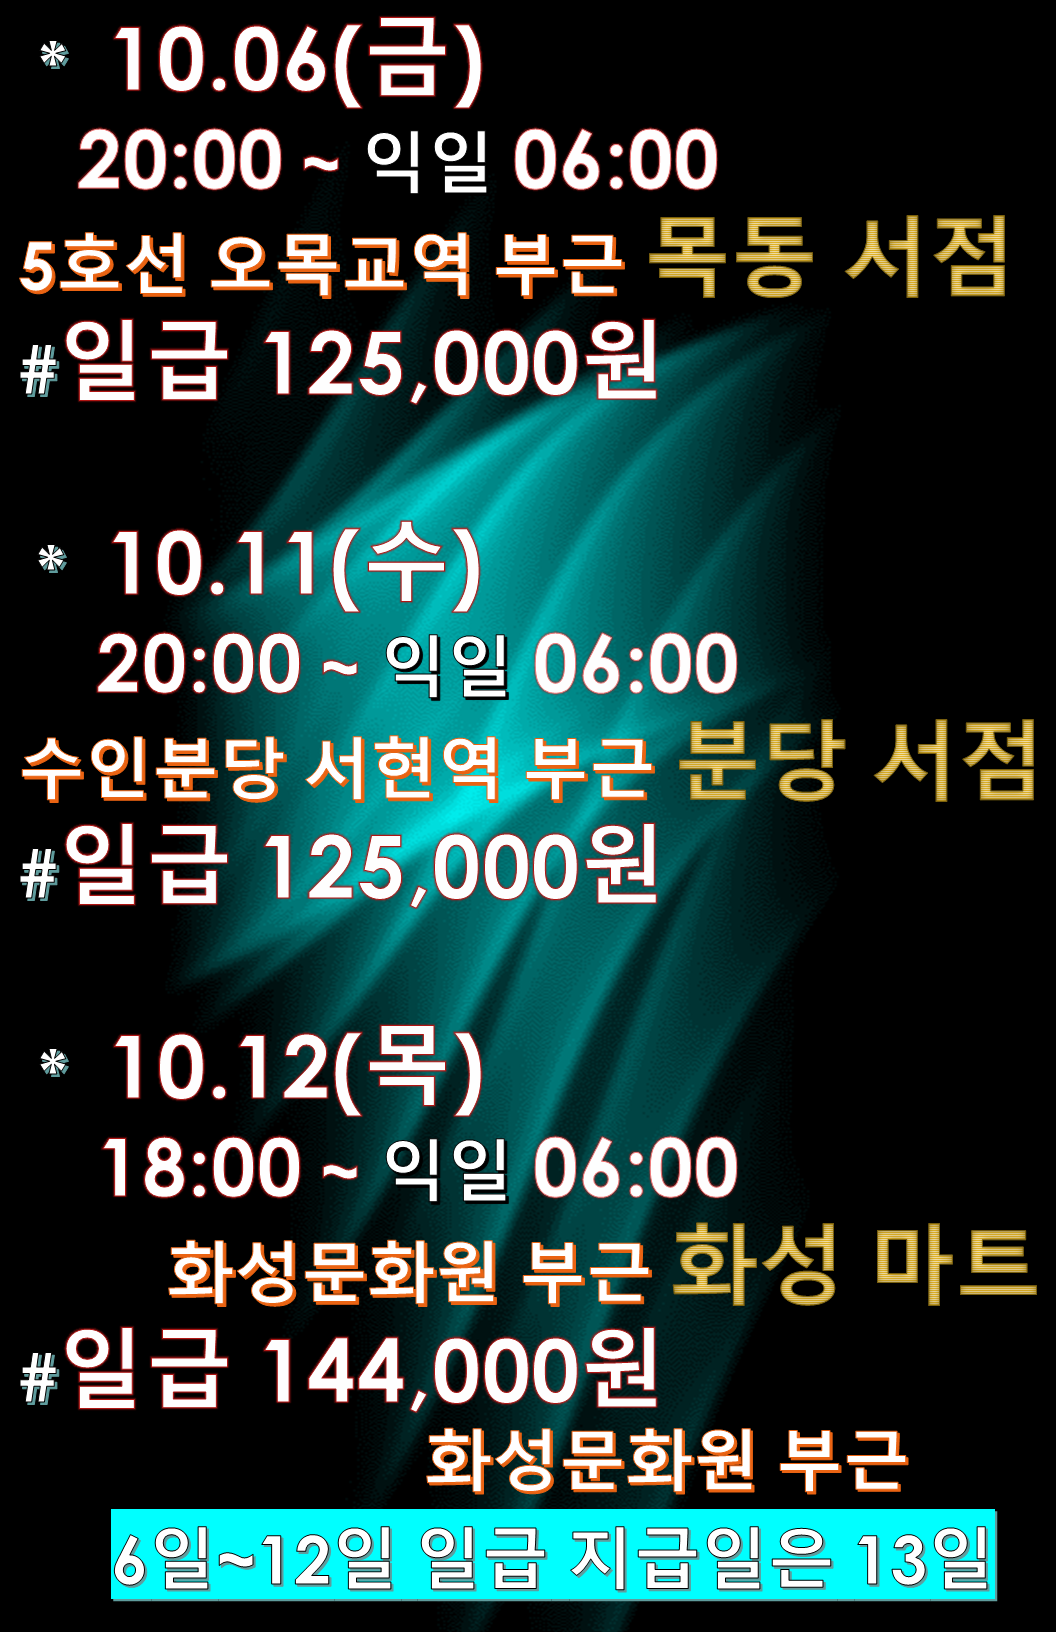 * 10.06(금)
20:00 ~ 익일 06:00
5호선 오목교역 부근 목동 서점
#일급 125,000원
* 10.11(수)
20:00 ~ 익일 06:00
수인분당 서현역 부근 분당 서점
#일급 125,000원
* 10.12(목)
18:00 ~ 익일 06:00
화성문화원 부근 화성 마트
#일급 144,000원
화성문화원 부근
6일~12일 일급 지급일은 13일